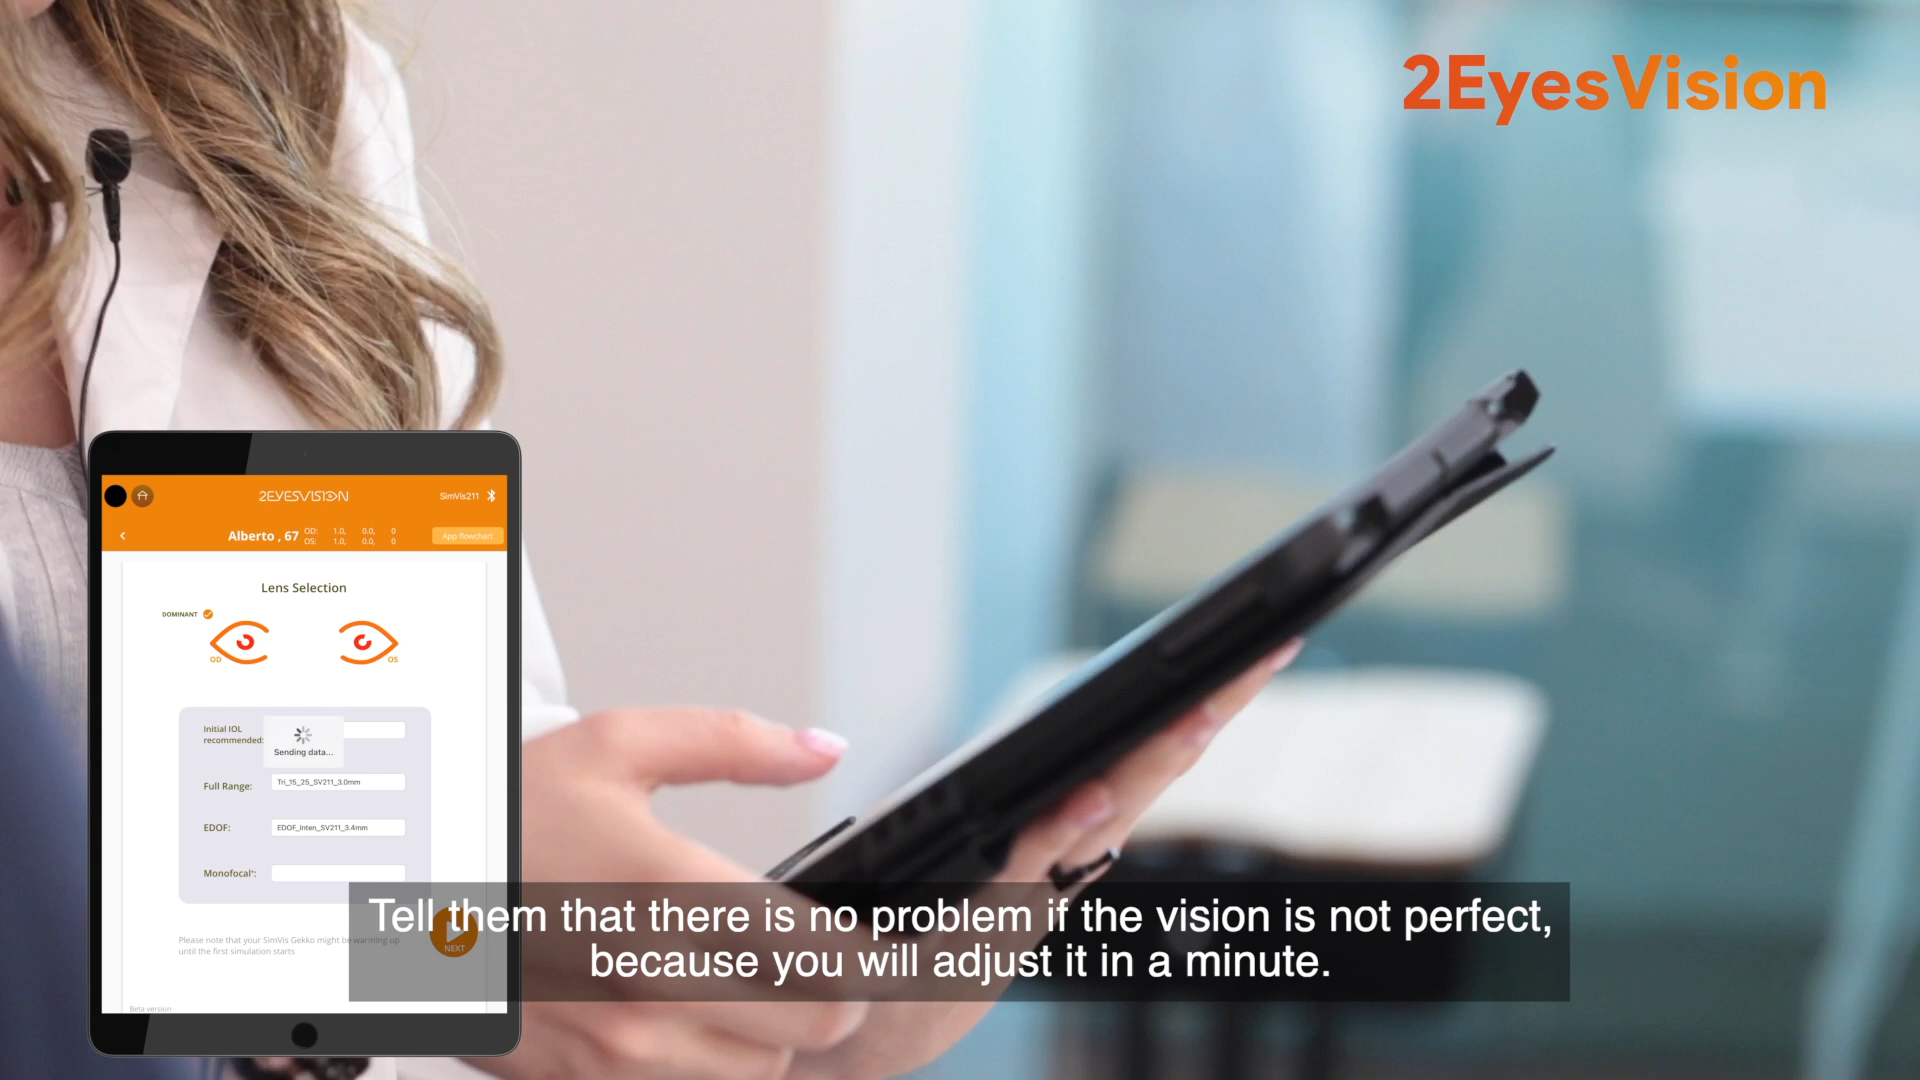 2EyesVision
2EYESVISION
SimVis211
Alberto , 67
OD: 1.0, 0.0, 0
OS: 1.0, 0.0, 0
App flowchart
Lens Selection
DOMINANT
OD
OS
Initial IOL
recommended:
Sending data...
Full Range:
Tri_15_25_SV211_3.0mm
EDOF:
EDOF_Inten_SV211_3.4mm
Monofocal*:
Please note that your SimVis Gekko might be warming up
until the first simulation starts
NEXT
Beta version
Tell them that there is no problem if the vision is not perfect,
because you will adjust it in a minute.